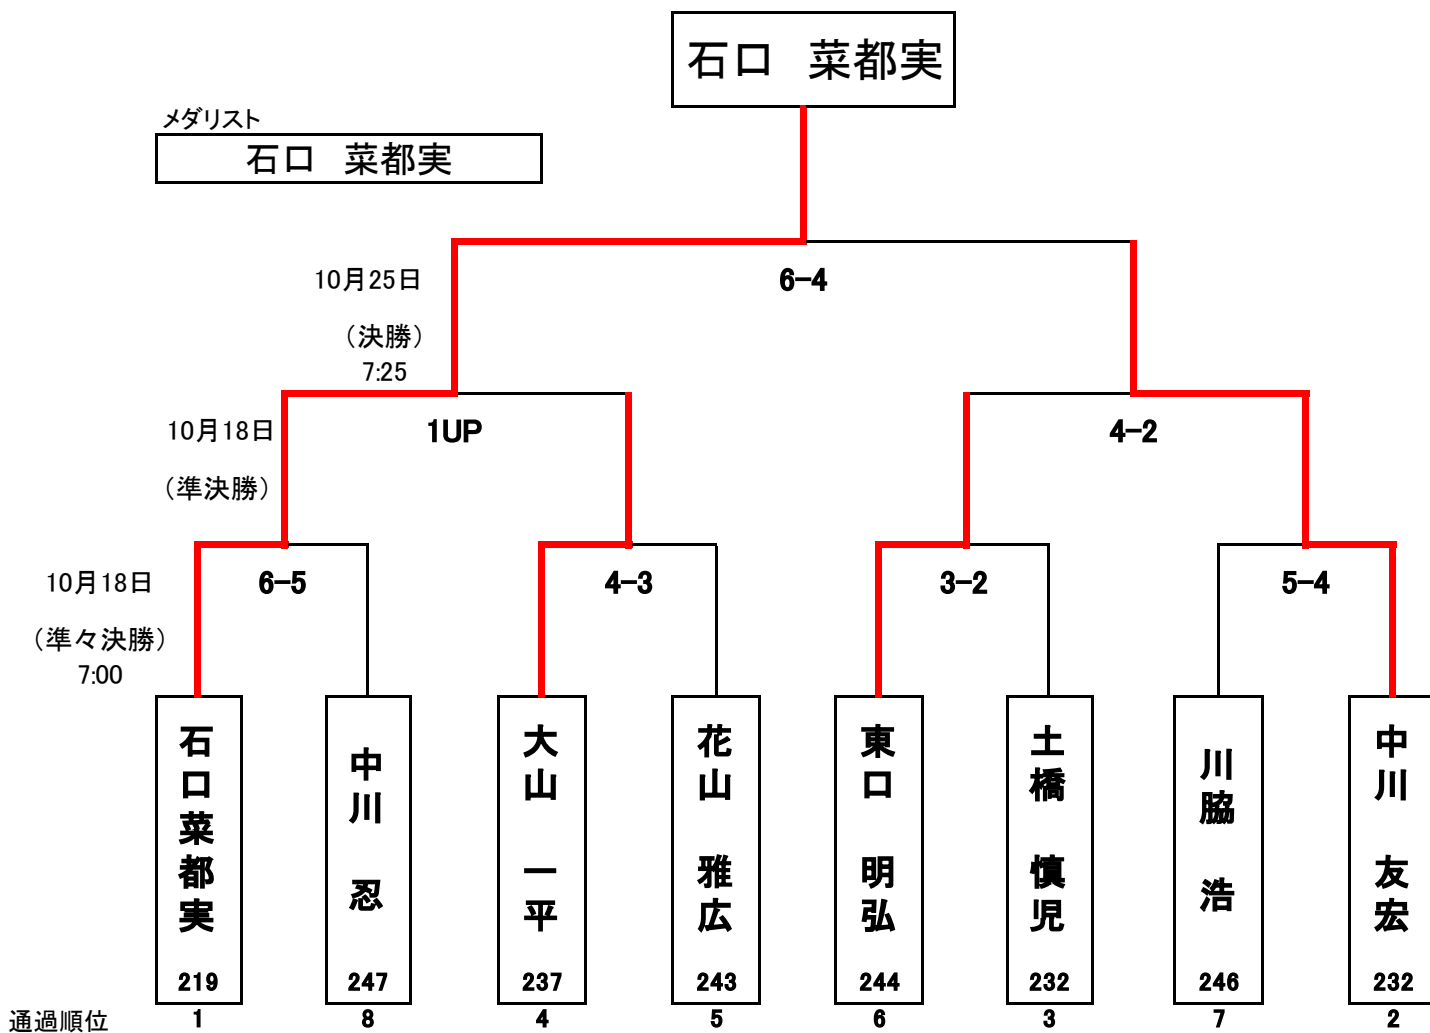 石口　菜都実
メダリスト
石口　菜都実
10月25日
6-4
（決勝）
7:25
10月18日
1UP
4-2
（準決勝）
10月18日
6-5
4-3
3-2
5-4
（準々決勝）
7:00
石口菜都実
中川　忍
大山　一平
花山　雅広
東口　明弘
土橋　慎児
川脇　浩
中川　友宏
219
247
237
243
244
232
246
232
通過順位
1
8
4
5
6
3
7
2